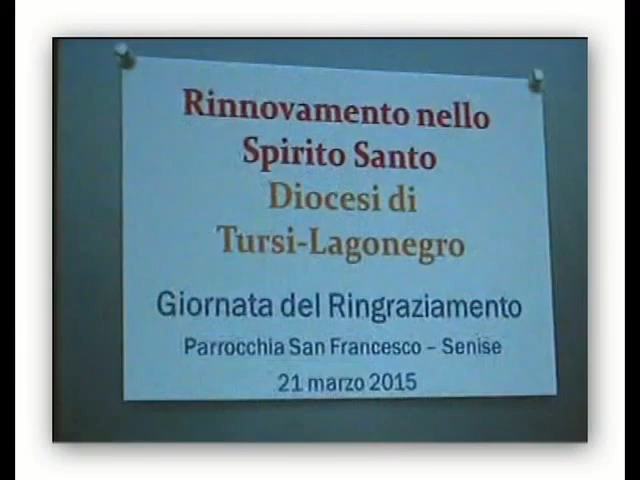 Rinnovamento nello
Spirito Santo
Diocesi di
Tursi-Lagonegro
Giornata del Ringraziamento
Parrocchia San Francesco – Senise
21 marzo 2015